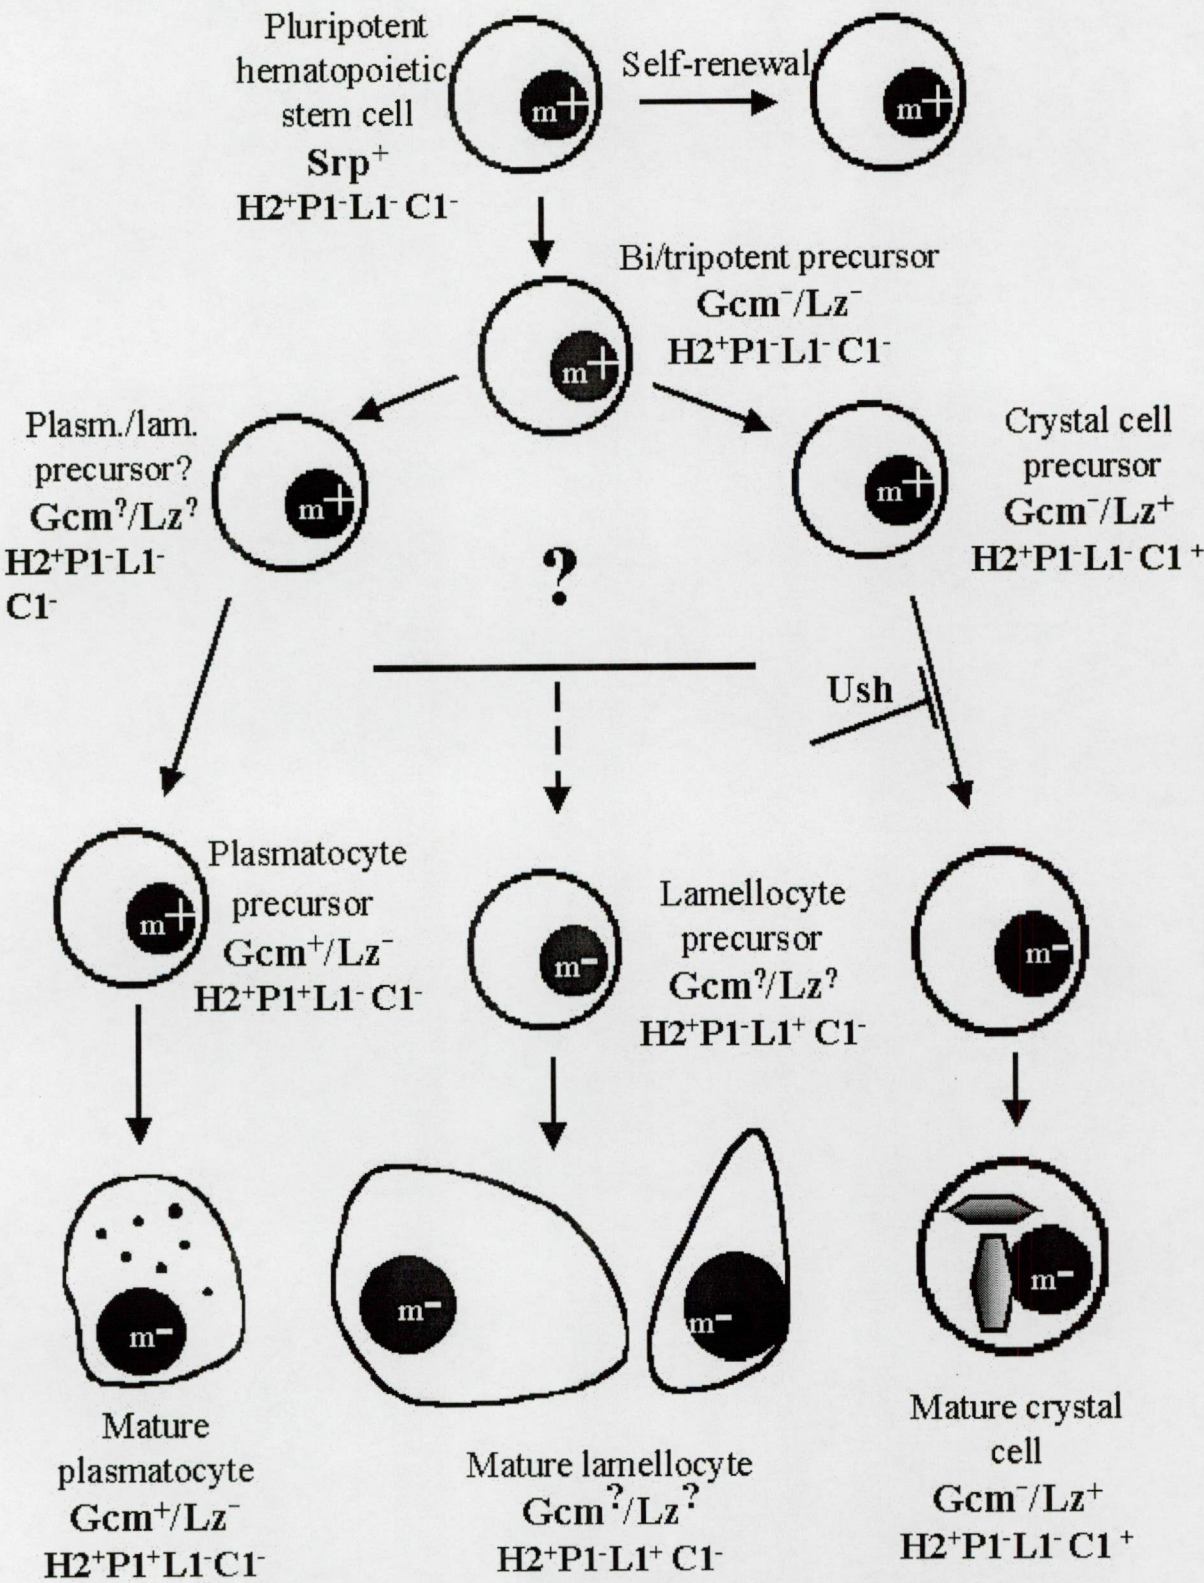 Pluripotent
hematopoietic
stem cell
Srp⁺
H2⁺P1⁻L1⁻ C1⁻
m+
Self-renewal
m+
Bi/tripotent precursor
Gcm⁻/Lz⁻
H2⁺P1⁻L1⁻ C1⁻
m+
Plasm./lam.
precursor?
Gcm?/Lz?
H2⁺P1⁻L1⁻
C1⁻
m+
m+
Crystal cell
precursor
Gcm⁻/Lz⁺
H2⁺P1⁻L1⁻ C1 ⁺
?
Ush
m+
Plasmatocyte
precursor
Gcm⁺/Lz⁻
H2⁺P1⁺L1⁻ C1⁻
m-
Lamellocyte
precursor
Gcm?/Lz?
H2⁺P1⁻L1⁺ C1⁻
m-
m-
m-
m-
m-
Mature
plasmatocyte
Gcm⁺/Lz⁻
H2⁺P1⁺L1⁻C1⁻
Mature lamellocyte
Gcm?/Lz?
H2⁺P1⁻L1⁺ C1⁻
Mature crystal
cell
Gcm⁻/Lz⁺
H2⁺P1⁻L1⁻ C1 ⁺